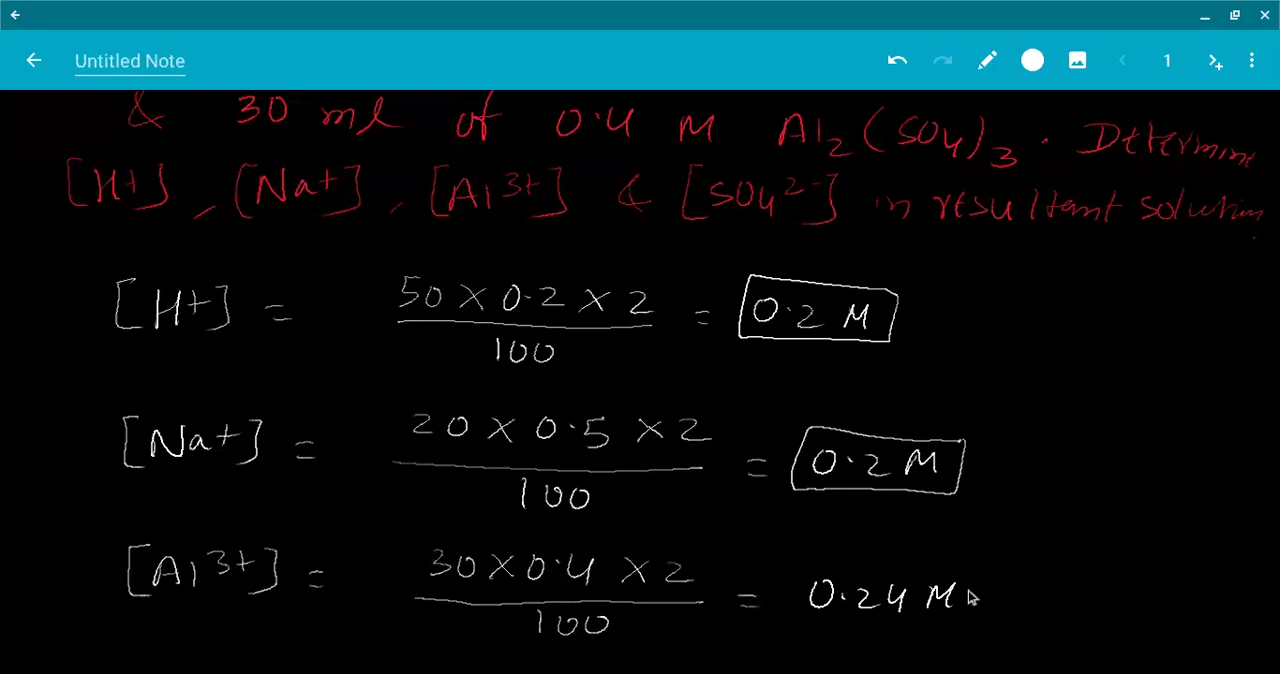 Untitled Note
1
& 30 ml of 0.4 M Al2(SO4)3. Determine
[H+], [Na+], [Al3+] & [SO4 2-] in resultant solution.
[H+] = 50 × 0.2 × 2 / 100 = 0.2 M
[Na+] = 20 × 0.5 × 2 / 100 = 0.2 M
[Al3+] = 30 × 0.4 × 2 / 100 = 0.24 M